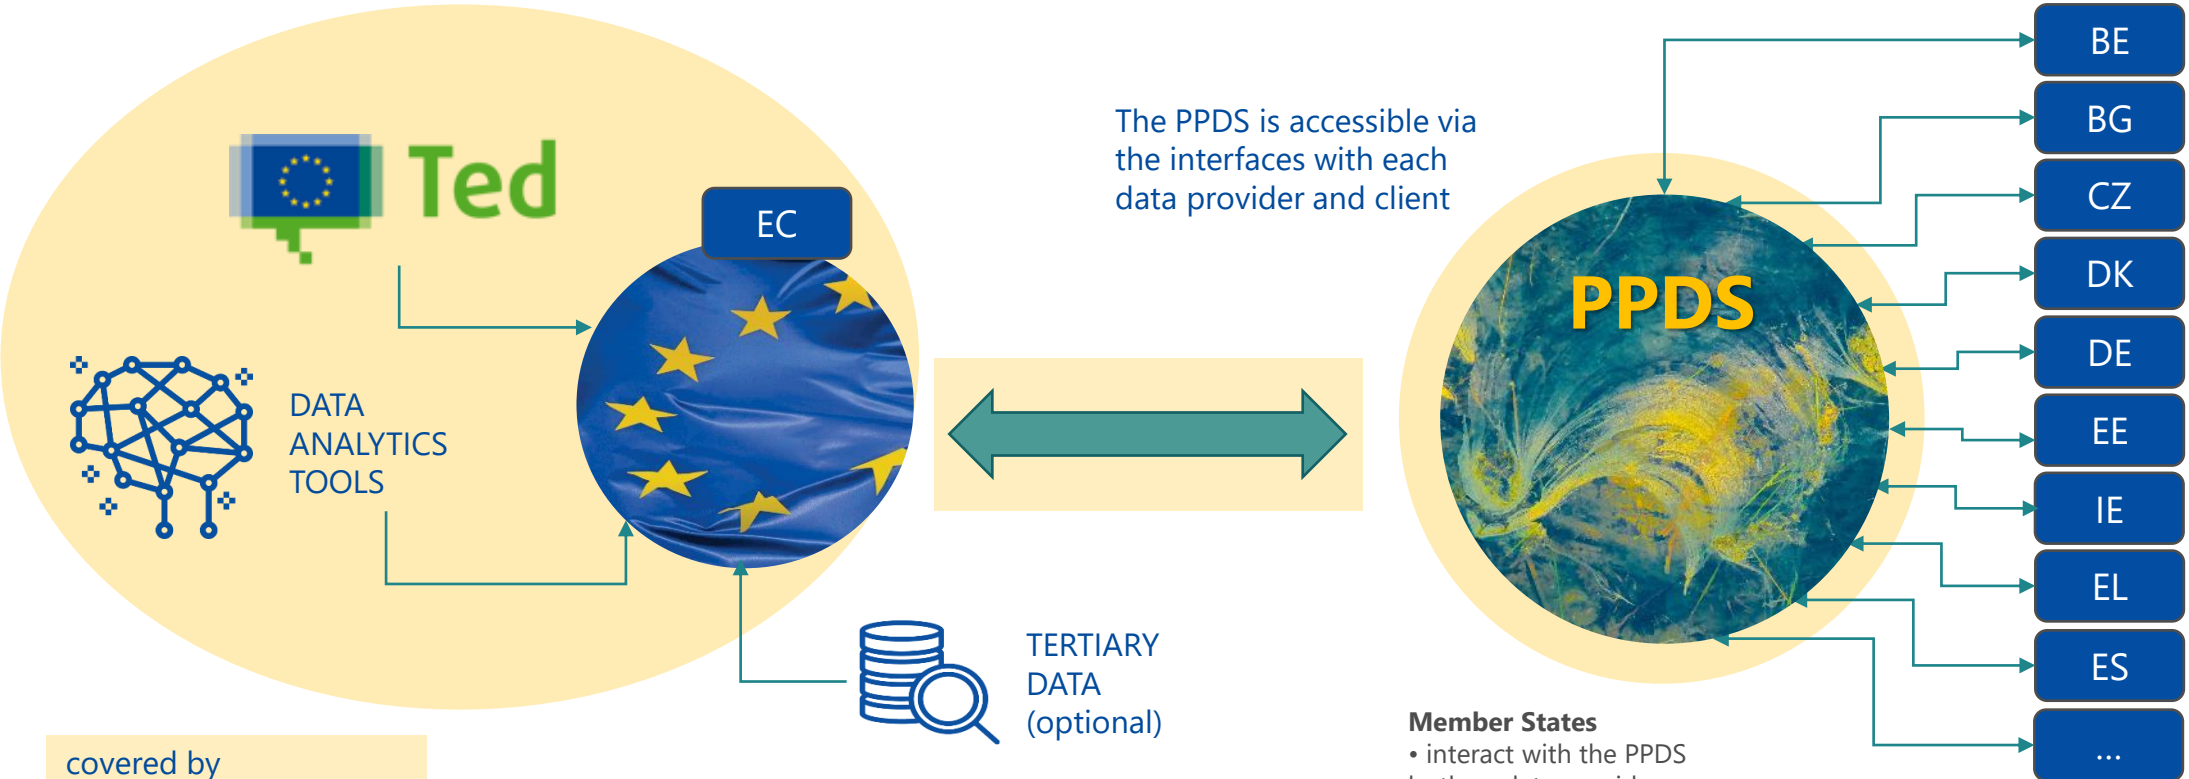 Ted
EC
DATA
ANALYTICS
TOOLS
TERTIARY
DATA
(optional)
covered by
The PPDS is accessible via
the interfaces with each
data provider and client
PPDS
Member States
• interact with the PPDS
BE
BG
CZ
DK
DE
EE
IE
EL
ES
...